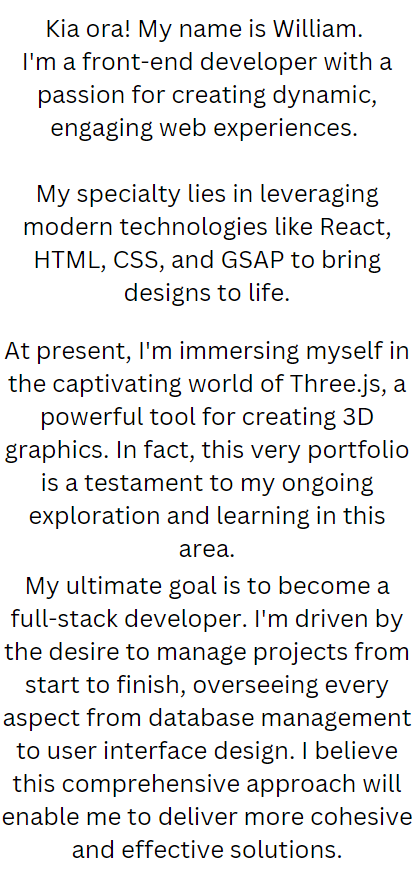 Kia ora! My name is William.
I'm a front-end developer with a
passion for creating dynamic,
engaging web experiences.
My specialty lies in leveraging
modern technologies like React,
HTML, CSS, and GSAP to bring
designs to life.
At present, I'm immersing myself in
the captivating world of Three.js, a
powerful tool for creating 3D
graphics. In fact, this very portfolio
is a testament to my ongoing
exploration and learning in this
area.
My ultimate goal is to become a
full-stack developer. I'm driven by
the desire to manage projects from
start to finish, overseeing every
aspect from database management
to user interface design. I believe
this comprehensive approach will
enable me to deliver more cohesive
and effective solutions.